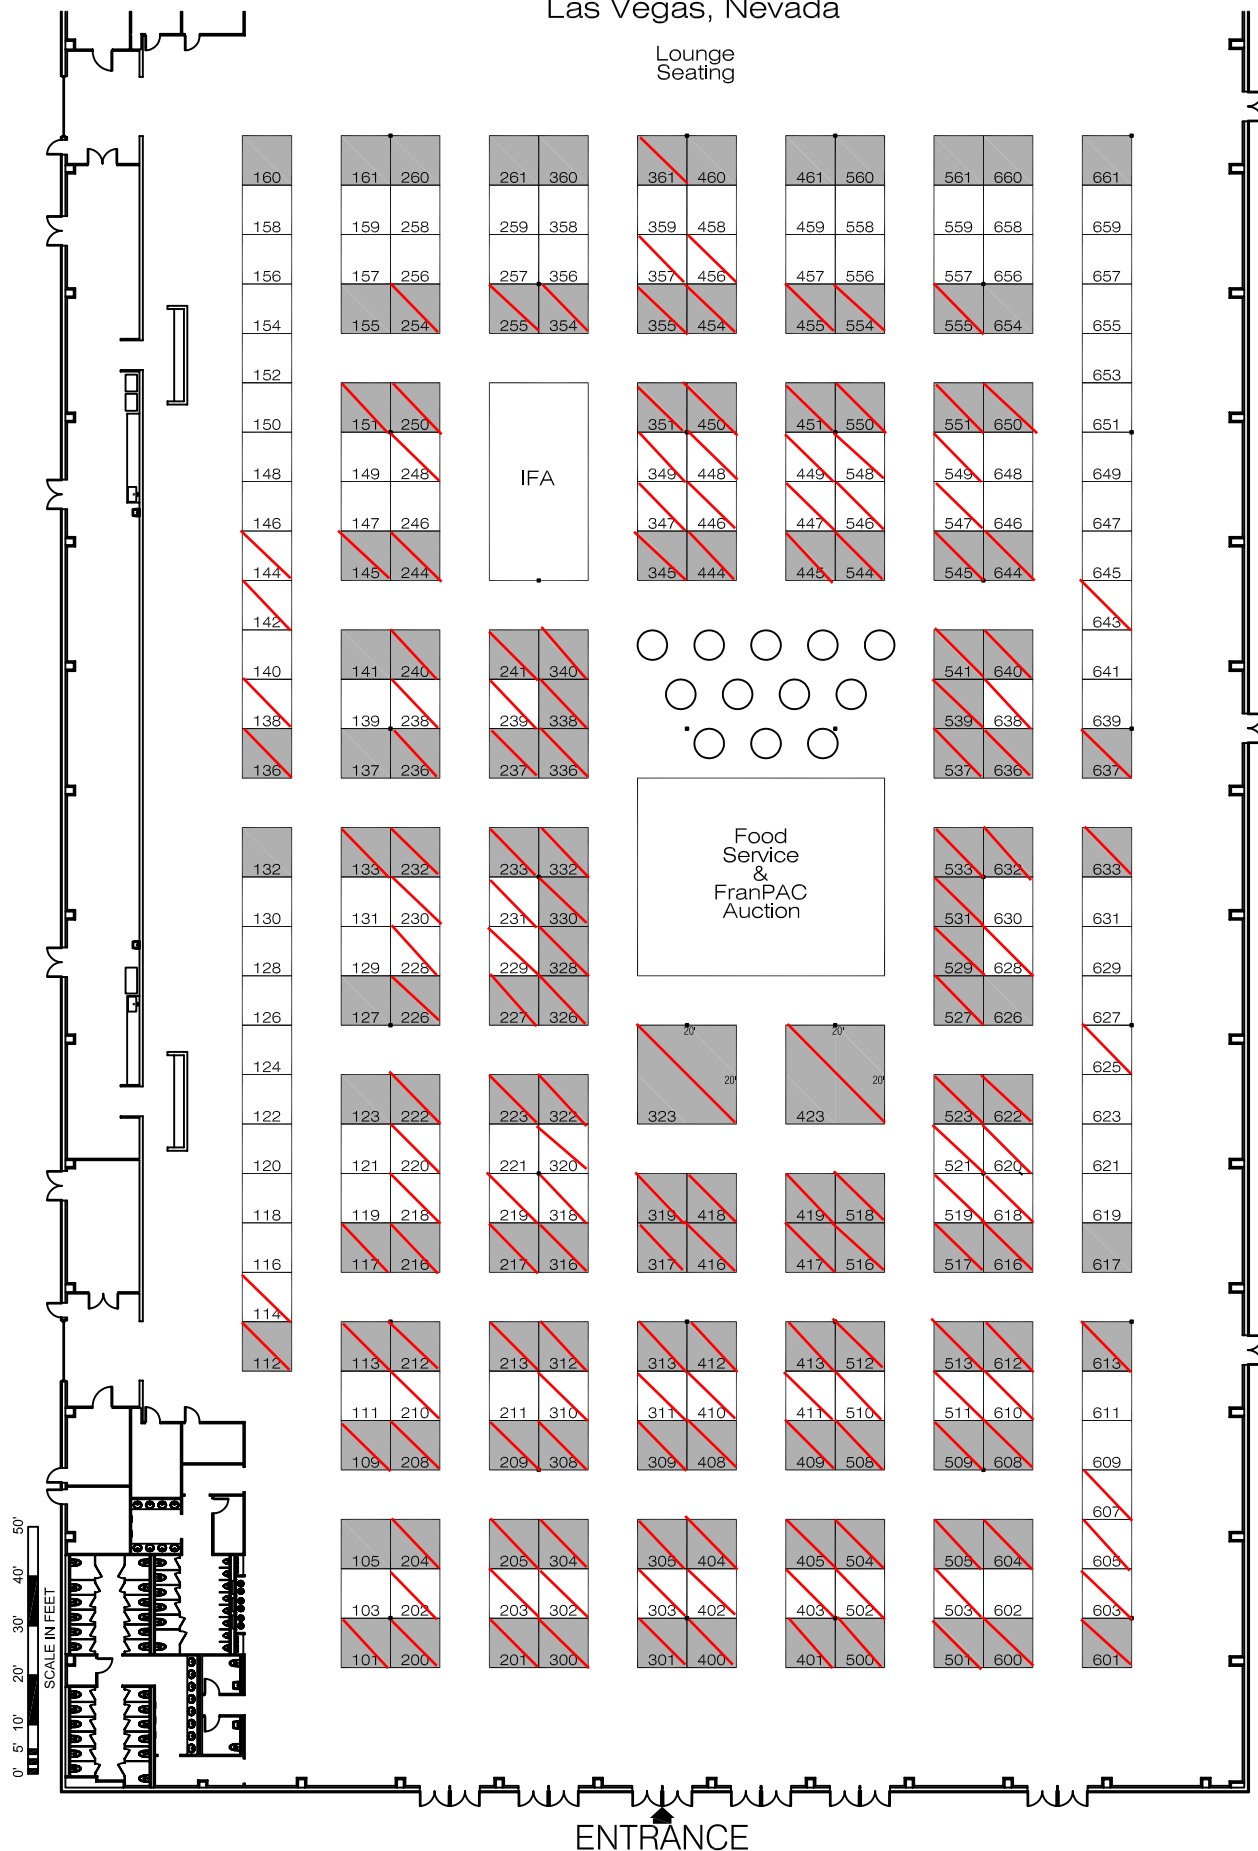 Las Vegas, Nevada
Lounge
Seating
160 161 260 261 360 361 460 461 560 561 660 661
158 159 258 259 358 359 458 459 558 559 658 659
156 157 256 257 356 357 456 457 556 557 656 657
154 155 254 255 354 355 454 455 554 555 654 655
152 653
150 151 250 351 450 451 550 551 650 651
148 149 248 IFA 349 448 449 548 549 648 649
146 147 246 347 446 447 546 547 646 647
144 145 244 345 444 445 544 545 644 645
142 643
140 141 240 241 340 541 640 641
138 139 238 239 338 539 638 639
136 137 236 237 336 537 636 637
Food
Service
&
FranPAC
Auction
132 133 232 233 332 533 632 633
130 131 230 231 330 531 630 631
128 129 228 229 328 529 628 629
126 127 226 227 326 527 626 627
20' 20'
124 625
20' 20'
122 123 222 223 322 323 423 523 622 623
120 121 220 221 320 521 620 621
118 119 218 219 318 319 418 419 518 519 618 619
116 117 216 217 316 317 416 417 516 517 616 617
114
112 113 212 213 312 313 412 413 512 513 612 613
111 210 211 310 311 410 411 510 511 610 611
109 208 209 308 309 408 409 508 509 608 609
607
105 204 205 304 305 404 405 504 505 604 605
103 202 203 302 303 402 403 502 503 602 603
101 200 201 300 301 400 401 500 501 600 601
0' 5' 10' 20' 30' 40' 50'
SCALE IN FEET
ENTRANCE